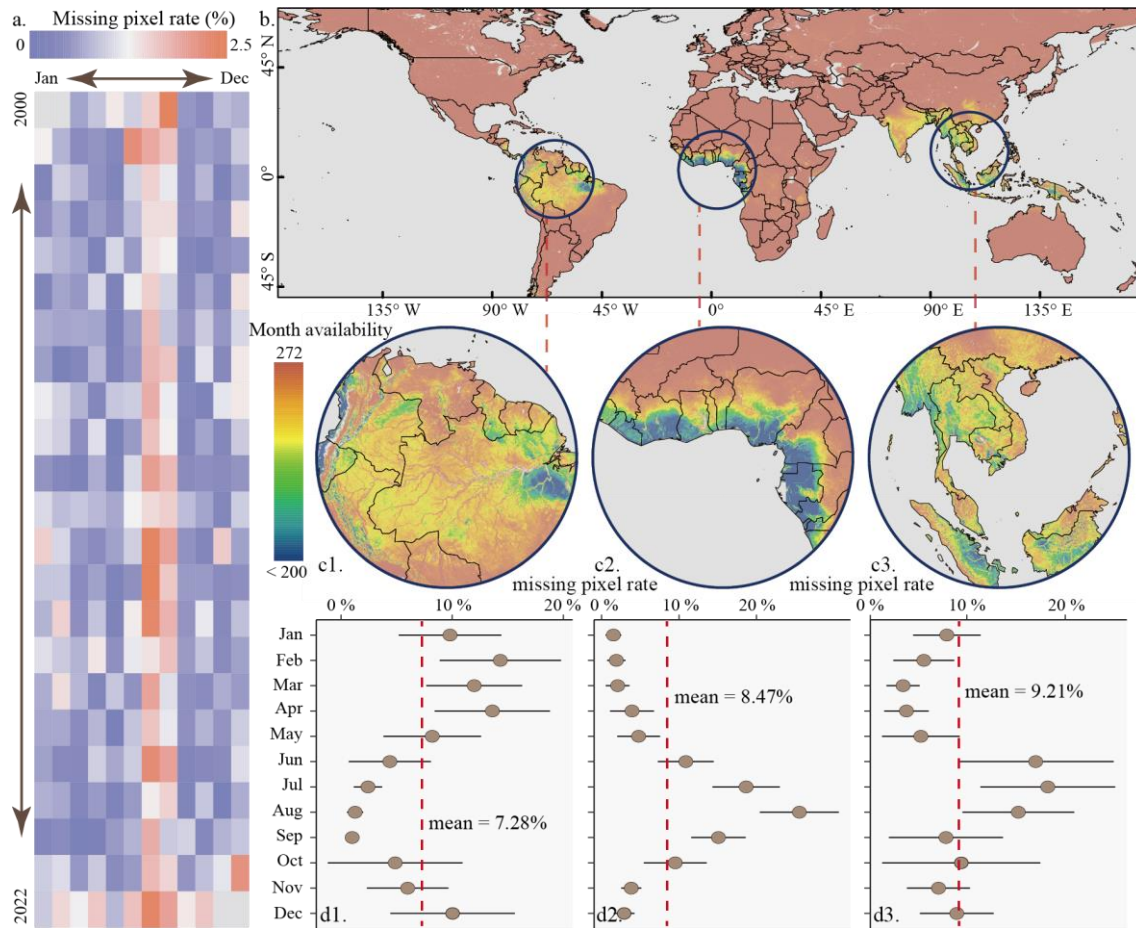 a. Missing pixel rate (%) b.
0 2.5
Jan Dec
2000
2022
45° N
0°
45° S
135° W 90° W 45° W 0° 45° E 90° E 135° E
Month availability
272
< 200
c1. c2. c3.
missing pixel rate missing pixel rate
0 % 10 % 20 % 0 % 10 % 20 % 0 % 10 % 20 %
Jan
Feb
Mar mean = 8.47% mean = 9.21%
Apr
May
Jun
Jul
Aug mean = 7.28%
Sep
Oct
Nov
Dec d1. d2. d3.